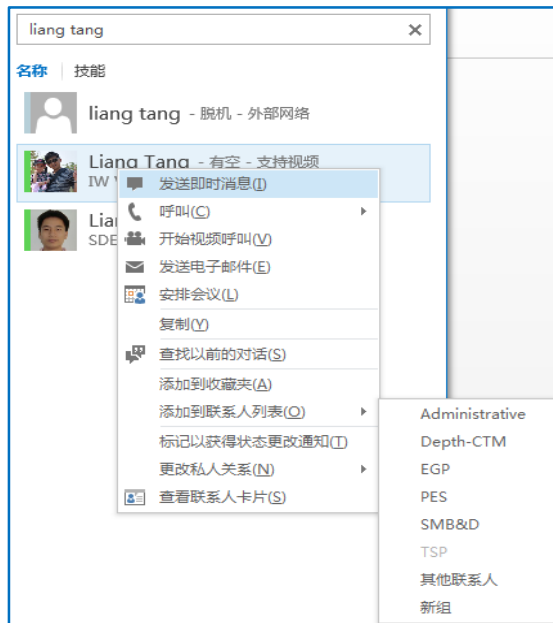 liang tang
名称 技能
liang tang - 脱机 - 外部网络
Liang Tang - 有空 - 支持视频
IW
发送即时消息(I)
呼叫(C)
SDE
开始视频呼叫(V)
发送电子邮件(E)
安排会议(L)
复制(Y)
查找以前的对话(S)
添加到收藏夹(A)
添加到联系人列表(O)
标记以获得状态更改通知(T)
更改私人关系(N)
查看联系人卡片(S)
Administrative
Depth-CTM
EGP
PES
SMB&D
TSP
其他联系人
新组